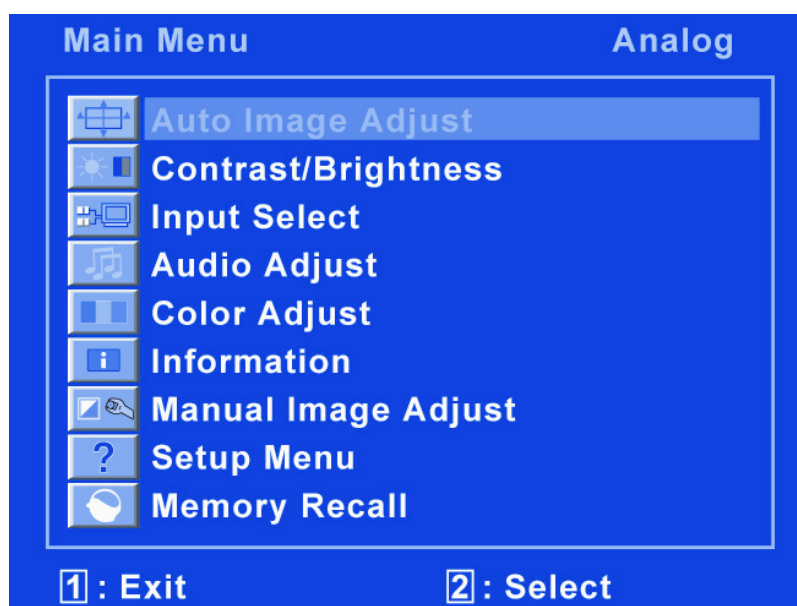 Main Menu Analog
Auto Image Adjust
Contrast/Brightness
Input Select
Audio Adjust
Color Adjust
i Information
Manual Image Adjust
? Setup Menu
Memory Recall
1 : Exit 2 : Select